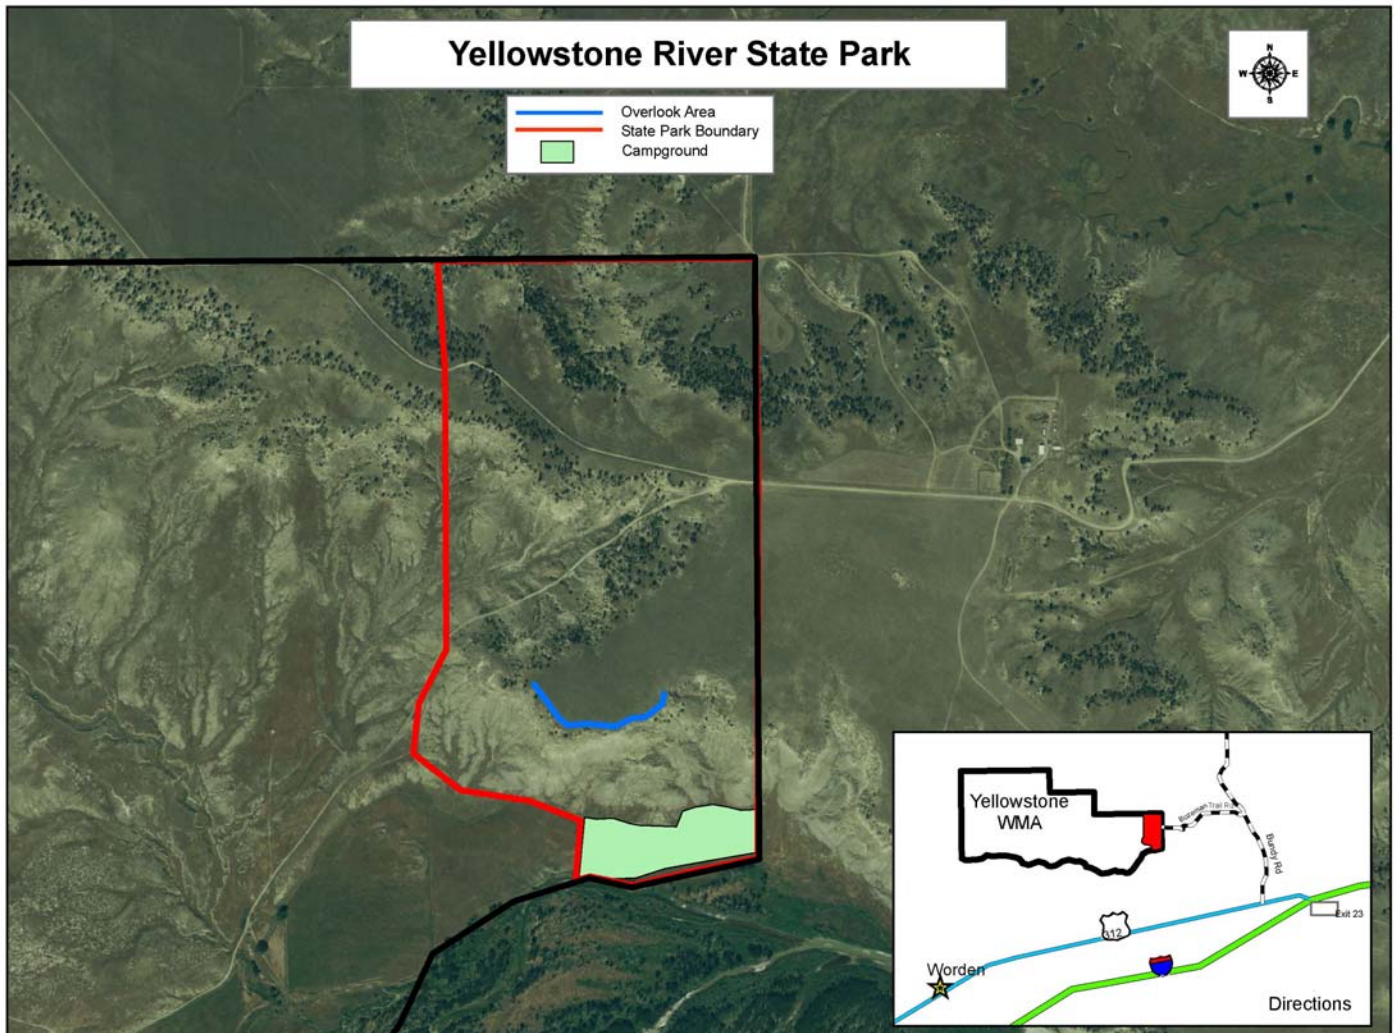 Yellowstone River State Park
N
W E
S
Overlook Area
State Park Boundary
Campground
Yellowstone
WMA
Bozeman Trail Rd
Bundy Rd
312
Exit 23
Worden
Directions